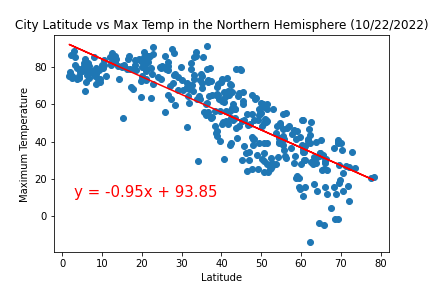 City Latitude vs Max Temp in the Northern Hemisphere (10/22/2022)
Maximum Temperature
80
60
40
20
0
y = -0.95x + 93.85
0 10 20 30 40 50 60 70 80
Latitude